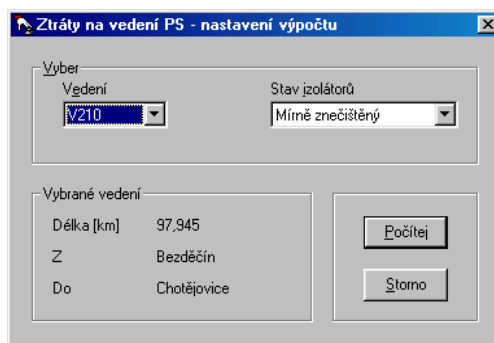 Ztráty na vedení PS - nastavení výpočtu
Vyber
Vedení Stav izolátorů
V210 Mírně znečištěný
Vybrané vedení
Délka [km] 97,945
Z Bezděčín
Do Chotějovice
Počítej
Storno